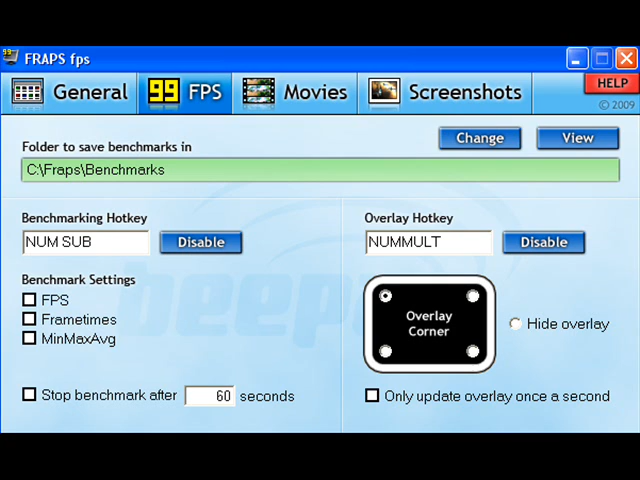 FRAPS fps
General
99 FPS
Movies
Screenshots
HELP
© 2009
Change
View
Folder to save benchmarks in
C:\Fraps\Benchmarks
Benchmarking Hotkey
NUM SUB
Disable
Overlay Hotkey
NUMMULT
Disable
Benchmark Settings
FPS
Frametimes
MinMaxAvg
Overlay
Corner
Hide overlay
Stop benchmark after 60 seconds
Only update overlay once a second